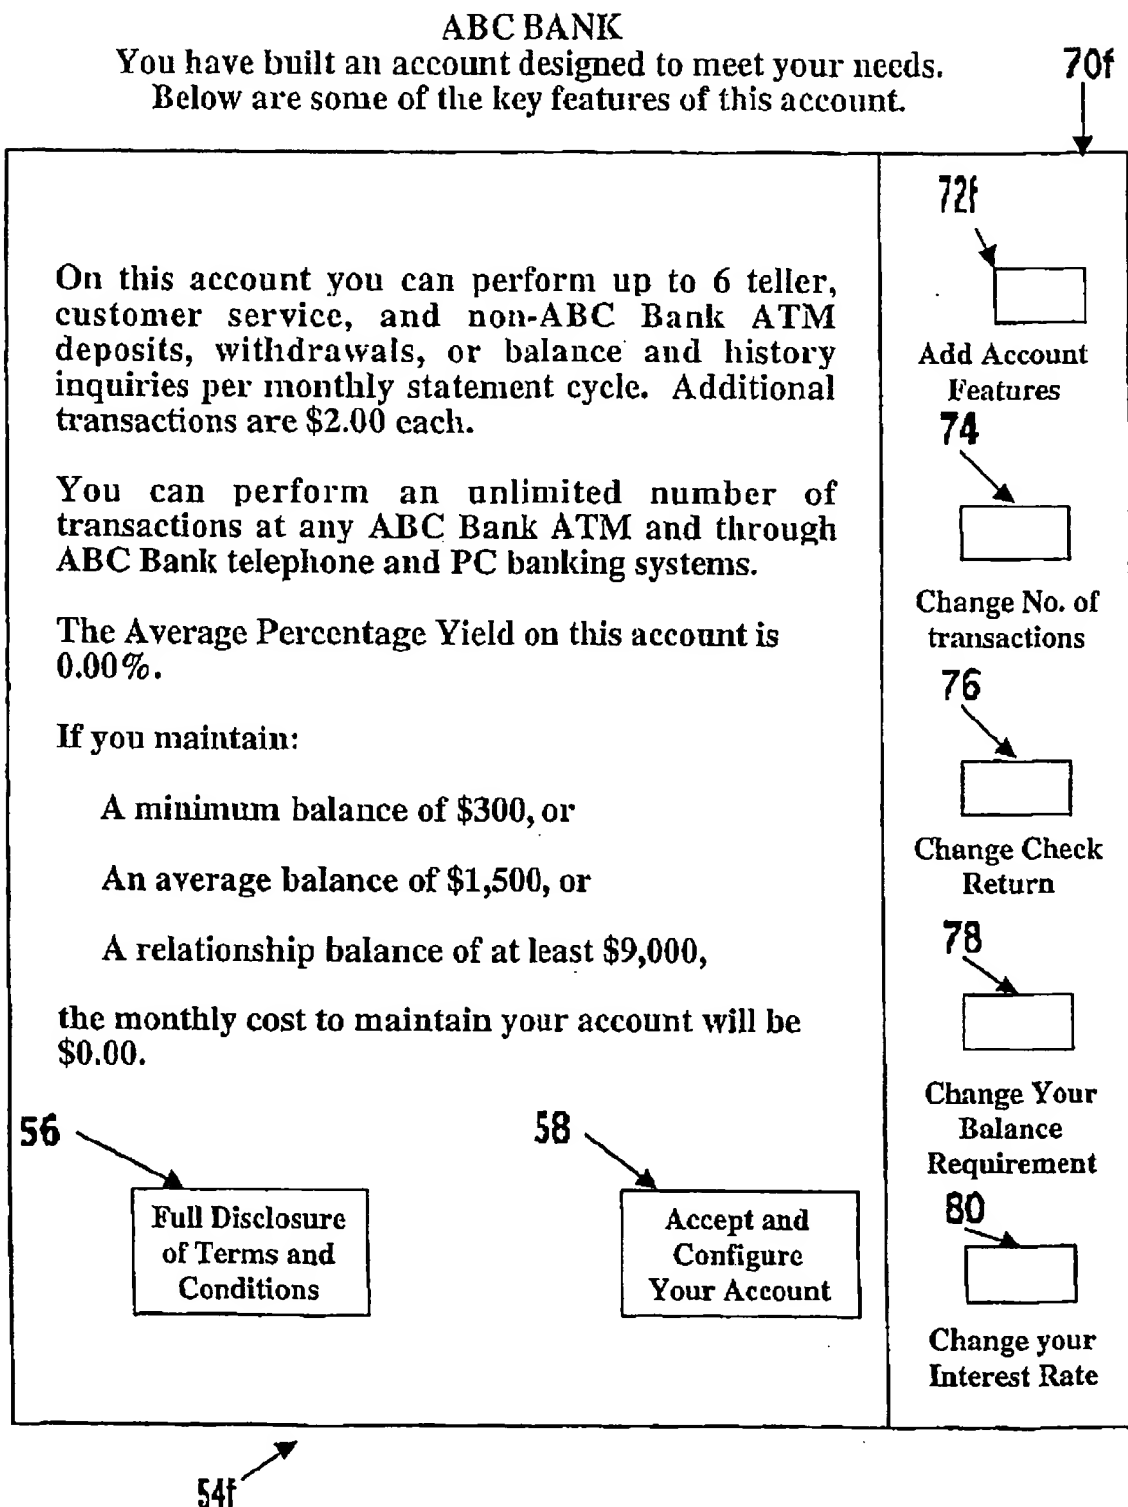 ABC BANK
You have built an account designed to meet your needs.
Below are some of the key features of this account.
70f
On this account you can perform up to 6 teller,
customer service, and non-ABC Bank ATM
deposits, withdrawals, or balance and history
inquiries per monthly statement cycle. Additional
transactions are $2.00 each.
You can perform an unlimited number of
transactions at any ABC Bank ATM and through
ABC Bank telephone and PC banking systems.
The Average Percentage Yield on this account is
0.00%.
If you maintain:
A minimum balance of $300, or
An average balance of $1,500, or
A relationship balance of at least $9,000,
the monthly cost to maintain your account will be
$0.00.
56
58
Full Disclosure
of Terms and
Conditions
Accept and
Configure
Your Account
72f
Add Account
Features
74
Change No. of
transactions
76
Change Check
Return
78
Change Your
Balance
Requirement
80
Change your
Interest Rate
54f